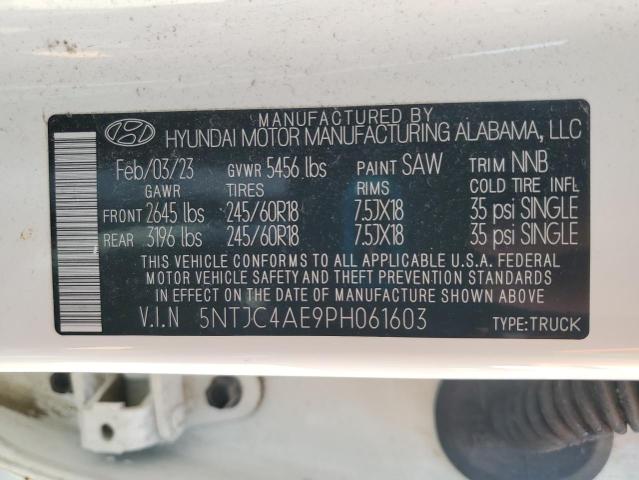 MANUFACTURED BY
HYUNDAI MOTOR MANUFACTURING ALABAMA, LLC
Feb/03/23 GVWR 5456 lbs PAINT SAW TRIM NNB
GAWR TIRES RIMS COLD TIRE INFL
FRONT 2645 lbs 245/60R18 7.5JX18 35 psi SINGLE
REAR 3196 lbs 245/60R18 7.5JX18 35 psi SINGLE
THIS VEHICLE CONFORMS TO ALL APPLICABLE U.S.A. FEDERAL
MOTOR VEHICLE SAFETY AND THEFT PREVENTION STANDARDS
IN EFFECT ON THE DATE OF MANUFACTURE SHOWN ABOVE
V.I.N 5NTJC4AE9PH061603 TYPE:TRUCK